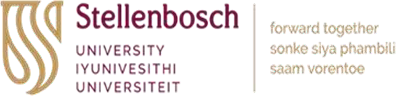 Stellenbosch
UNIVERSITY
IYUNIVESITHI
UNIVERSITEIT
forward together
sonke siya phambili
saam vorentoe